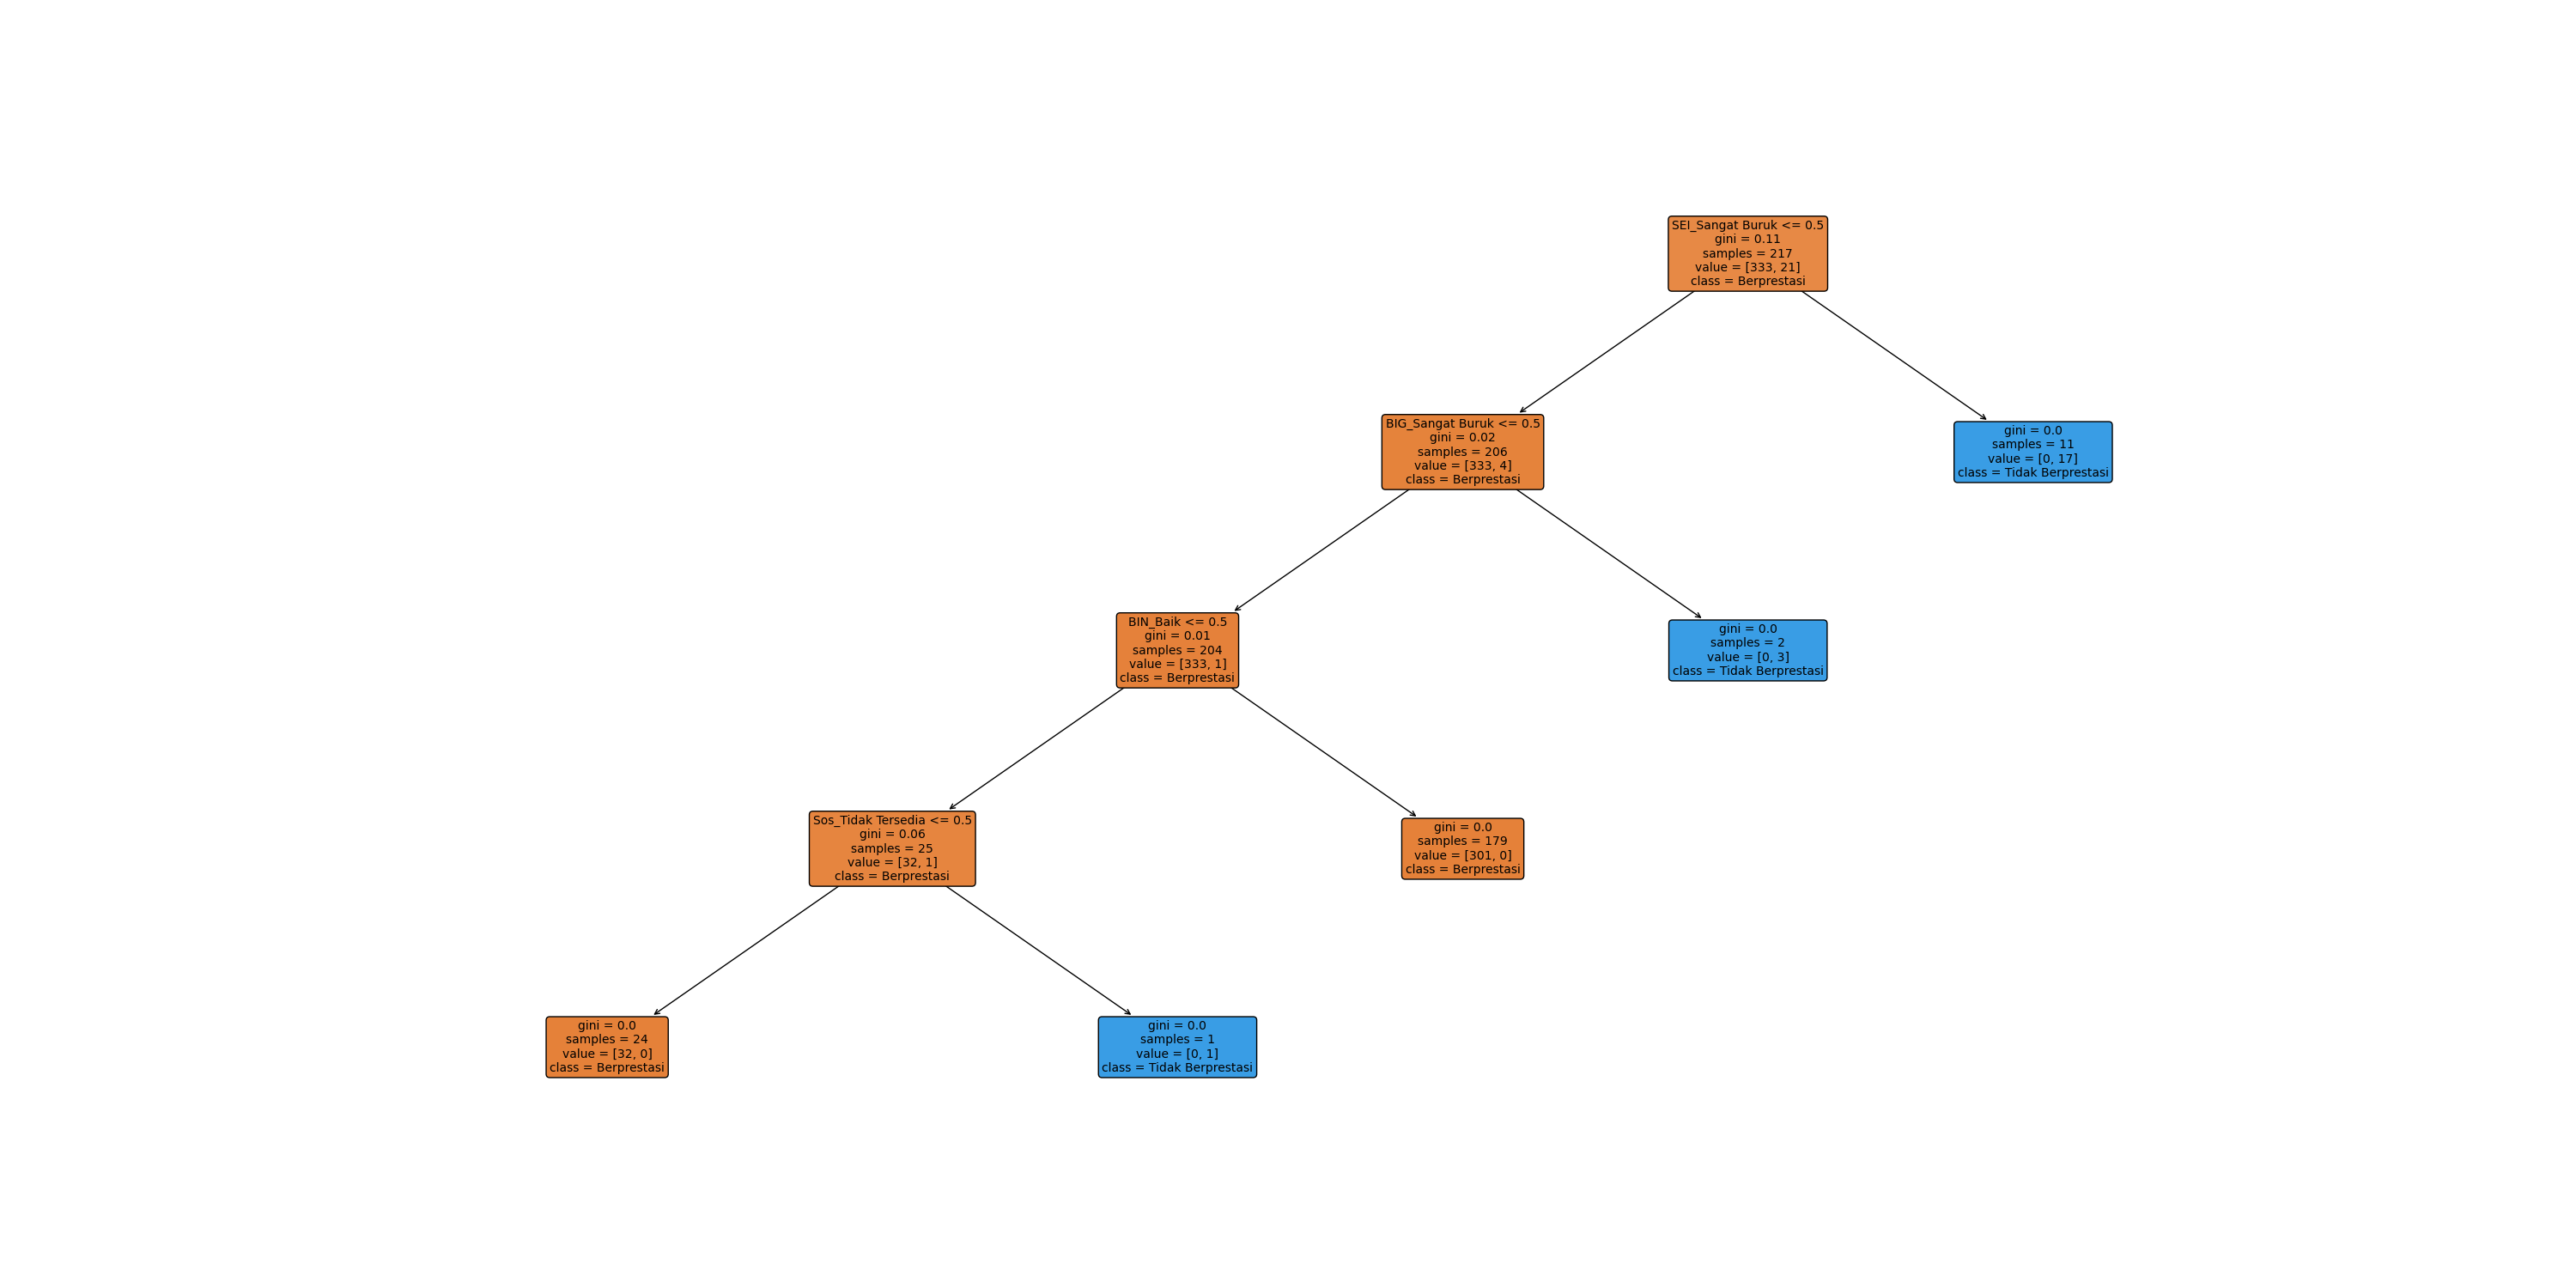 SEI_Sangat Buruk <= 0.5
gini = 0.11
samples = 217
value = [333, 21]
class = Berprestasi
BIG_Sangat Buruk <= 0.5
gini = 0.02
samples = 206
value = [333, 4]
class = Berprestasi
gini = 0.0
samples = 11
value = [0, 17]
class = Tidak Berprestasi
BIN_Baik <= 0.5
gini = 0.01
samples = 204
value = [333, 1]
class = Berprestasi
gini = 0.0
samples = 2
value = [0, 3]
class = Tidak Berprestasi
Sos_Tidak Tersedia <= 0.5
gini = 0.06
samples = 25
value = [32, 1]
class = Berprestasi
gini = 0.0
samples = 179
value = [301, 0]
class = Berprestasi
gini = 0.0
samples = 24
value = [32, 0]
class = Berprestasi
gini = 0.0
samples = 1
value = [0, 1]
class = Tidak Berprestasi